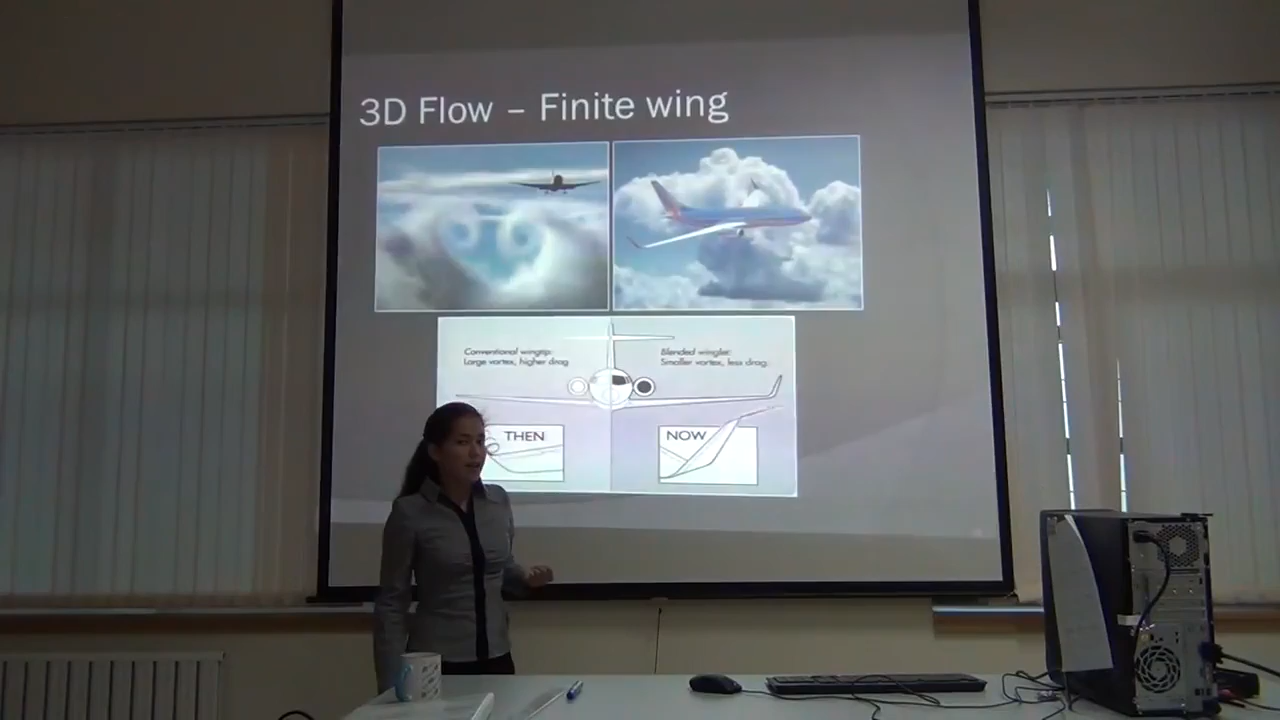 3D Flow – Finite wing
Conventional wingtip:
Large vortex, higher drag
Blended winglet:
Smaller vortex, less drag.
THEN
NOW